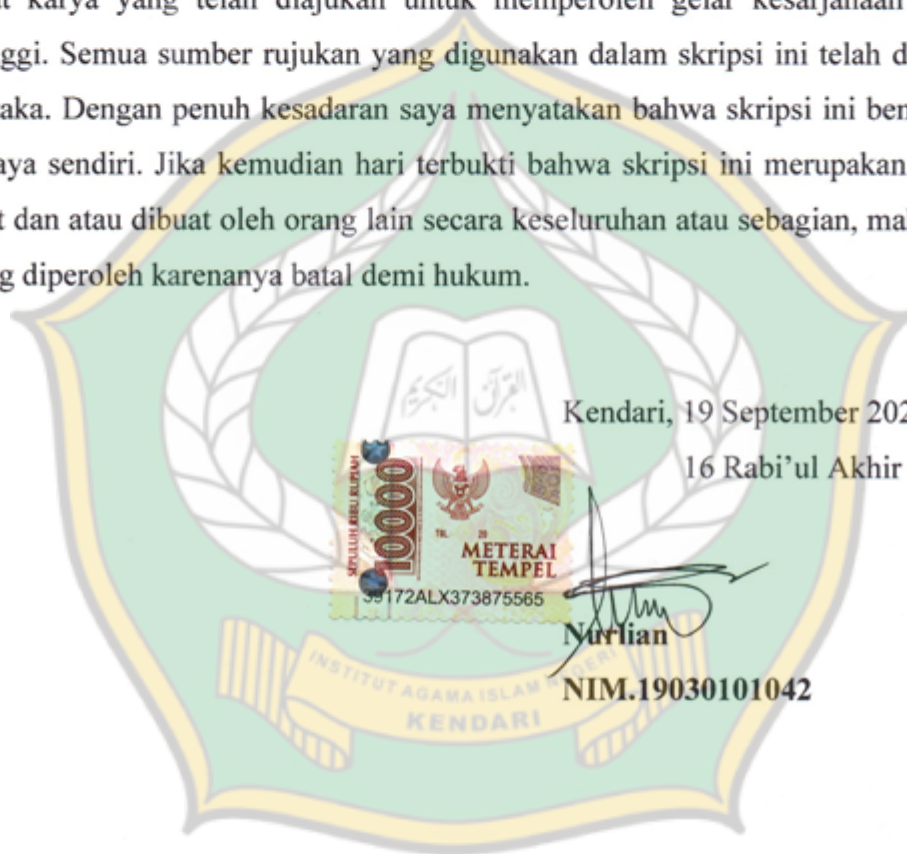 karya yang telah diajukan untuk memperoleh gelar kesarjanaan
ggi. Semua sumber rujukan yang digunakan dalam skripsi ini telah d
aka. Dengan penuh kesadaran saya menyatakan bahwa skripsi ini ben
aya sendiri. Jika kemudian hari terbukti bahwa skripsi ini merupakan
t dan atau dibuat oleh orang lain secara keseluruhan atau sebagian, mal
g diperoleh karenanya batal demi hukum.
القرآن الكريم
Kendari, 19 September 202
16 Rabi'ul Akhir
SEPULUH RIBU RUPIAH
10000
TGL. 20
METERAI
TEMPEL
39172ALX373875565
Nurlian
NIM.19030101042
INSTITUT AGAMA ISLAM NEGERI
KENDARI